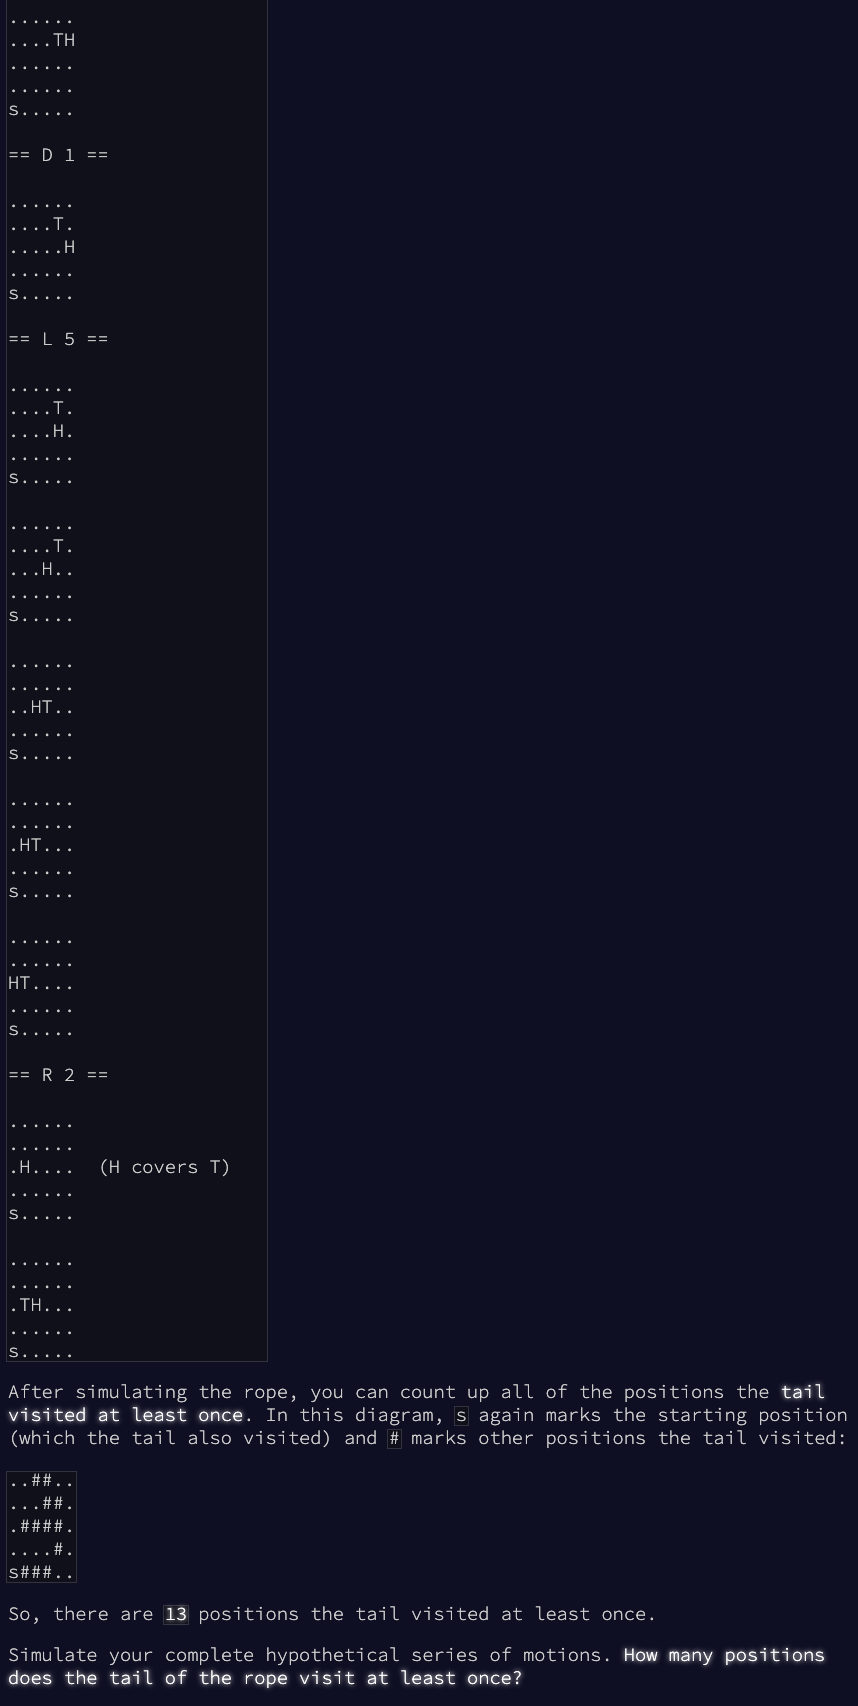 ......
....TH
......
......
s.....
== D 1 ==
......
....T.
.....H
......
s.....
== L 5 ==
......
....T.
....H.
......
s.....
......
....T.
...H..
......
s.....
......
......
..HT..
......
s.....
......
......
.HT...
......
s.....
......
......
HT....
......
s.....
== R 2 ==
......
......
.H....  (H covers T)
......
s.....
......
......
.TH...
......
s.....
After simulating the rope, you can count up all of the positions the tail
visited at least once. In this diagram, s again marks the starting position
(which the tail also visited) and # marks other positions the tail visited:
..##..
...##.
.####.
....#.
s###..
So, there are 13 positions the tail visited at least once.
Simulate your complete hypothetical series of motions. How many positions
does the tail of the rope visit at least once?